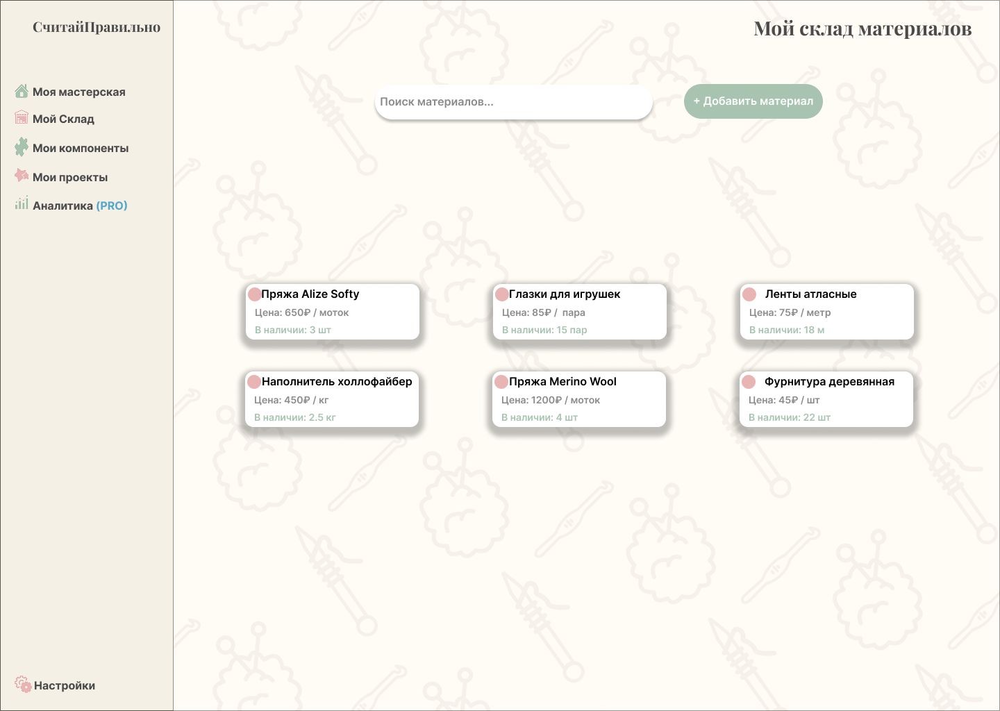 СчитайПравильно
Моя мастерская
Мой Склад
Мои компоненты
Мои проекты
Аналитика (PRO)
Настройки
Мой склад материалов
Поиск материалов...
+ Добавить материал
Пряжа Alize Softy
Цена: 650₽ / моток
В наличии: 3 шт
Глазки для игрушек
Цена: 85₽ /  пара
В наличии: 15 пар
Ленты атласные
Цена: 75₽ / метр
В наличии: 18 м
Наполнитель холлофайбер
Цена: 450₽ / кг
В наличии: 2.5 кг
Пряжа Merino Wool
Цена: 1200₽ / моток
В наличии: 4 шт
Фурнитура деревянная
Цена: 45₽ / шт
В наличии: 22 шт